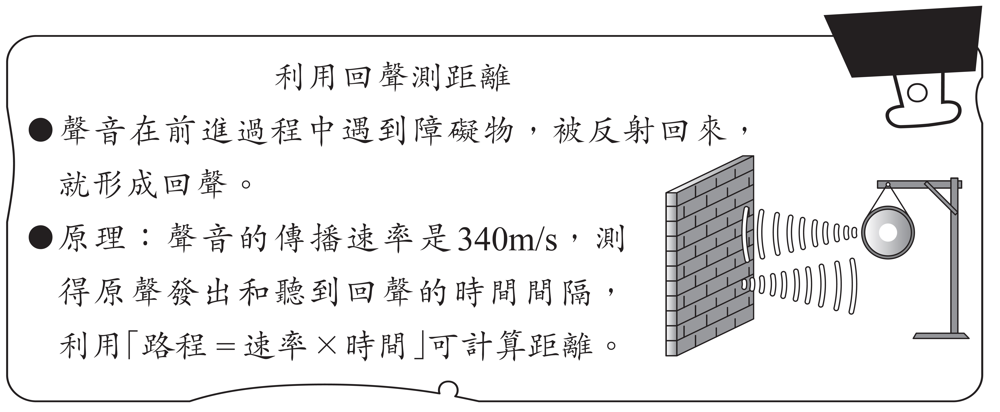 利用回聲測距離
●聲音在前進過程中遇到障礙物，被反射回來，
就形成回聲。
●原理：聲音的傳播速率是340m/s，測
得原聲發出和聽到回聲的時間間隔，
利用「路程＝速率×時間」可計算距離。